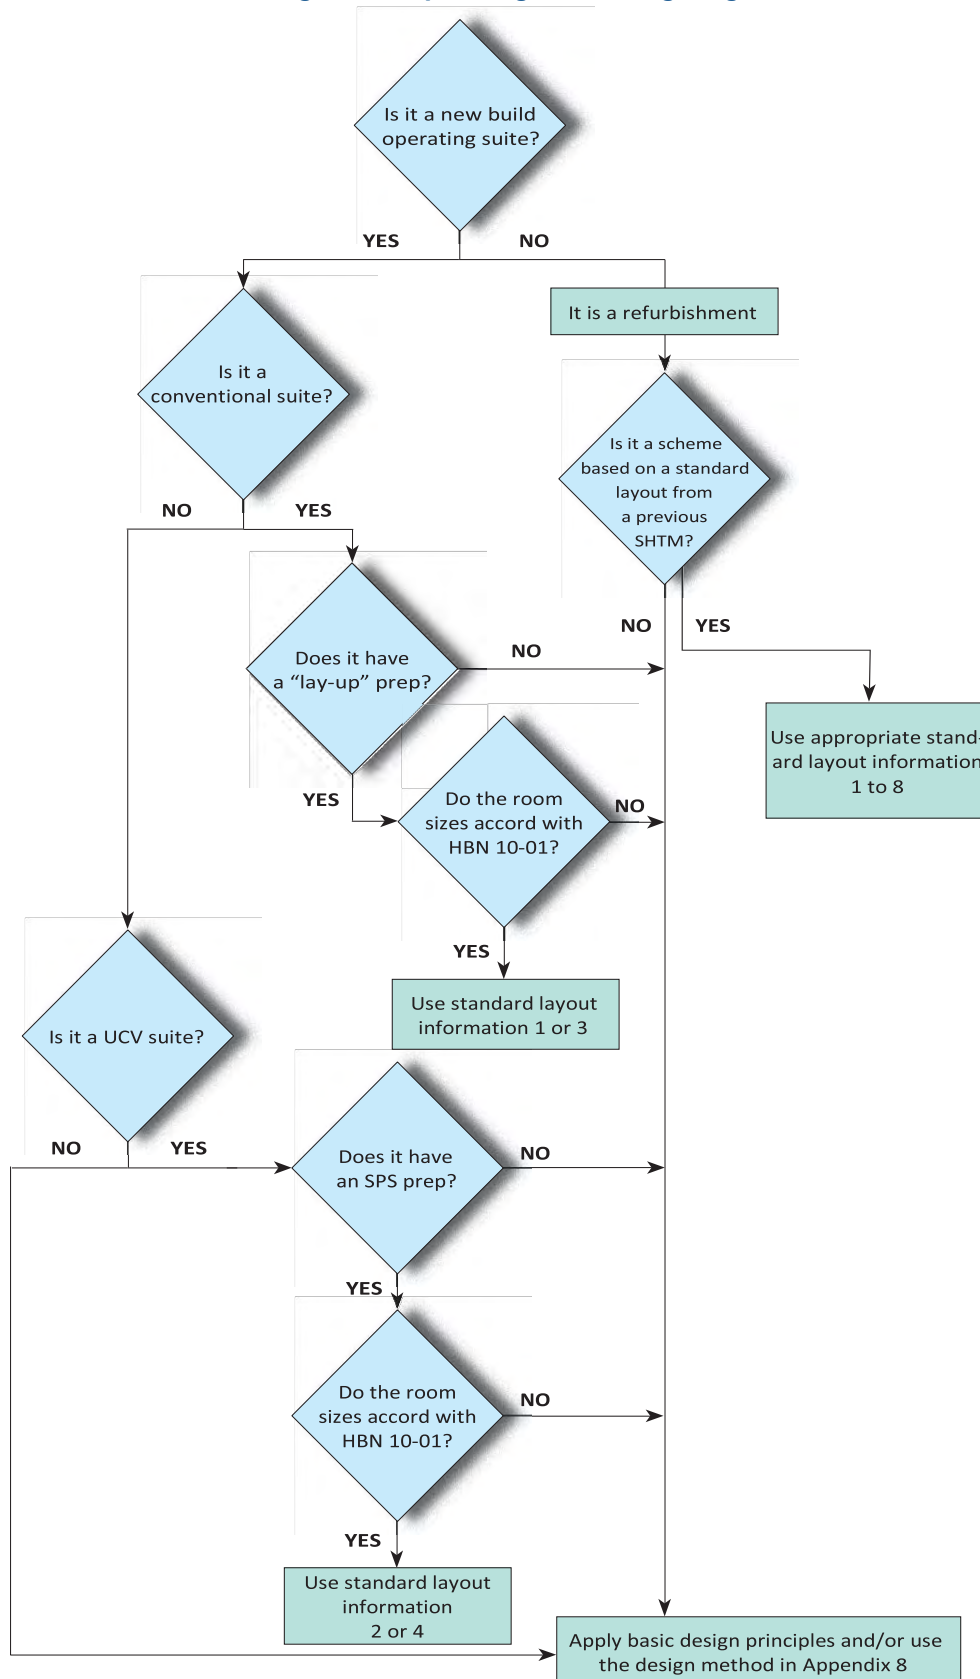 Is it a new build
operating suite?
YES
NO
It is a refurbishment
Is it a
conventional suite?
Is it a scheme
based on a standard
layout from
a previous
SHTM?
NO
YES
NO
YES
Does it have
a “lay-up” prep?
NO
Use appropriate stand-
ard layout information
1 to 8
YES
Do the room
sizes accord with
HBN 10-01?
NO
YES
Use standard layout
information 1 or 3
Is it a UCV suite?
NO
YES
Does it have
an SPS prep?
NO
YES
Do the room
sizes accord with
HBN 10-01?
NO
YES
Use standard layout
information
2 or 4
Apply basic design principles and/or use
the design method in Appendix 8